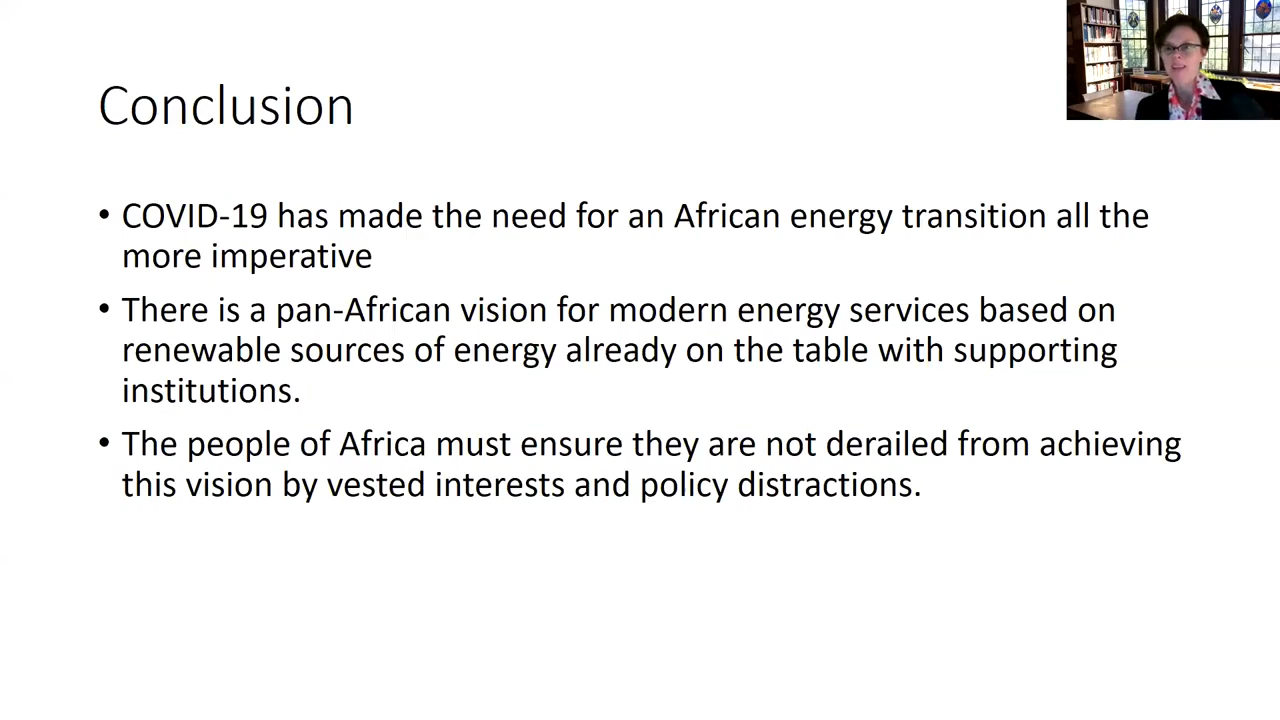 Conclusion
• COVID-19 has made the need for an African energy transition all the
more imperative
• There is a pan-African vision for modern energy services based on
renewable sources of energy already on the table with supporting
institutions.
• The people of Africa must ensure they are not derailed from achieving
this vision by vested interests and policy distractions.